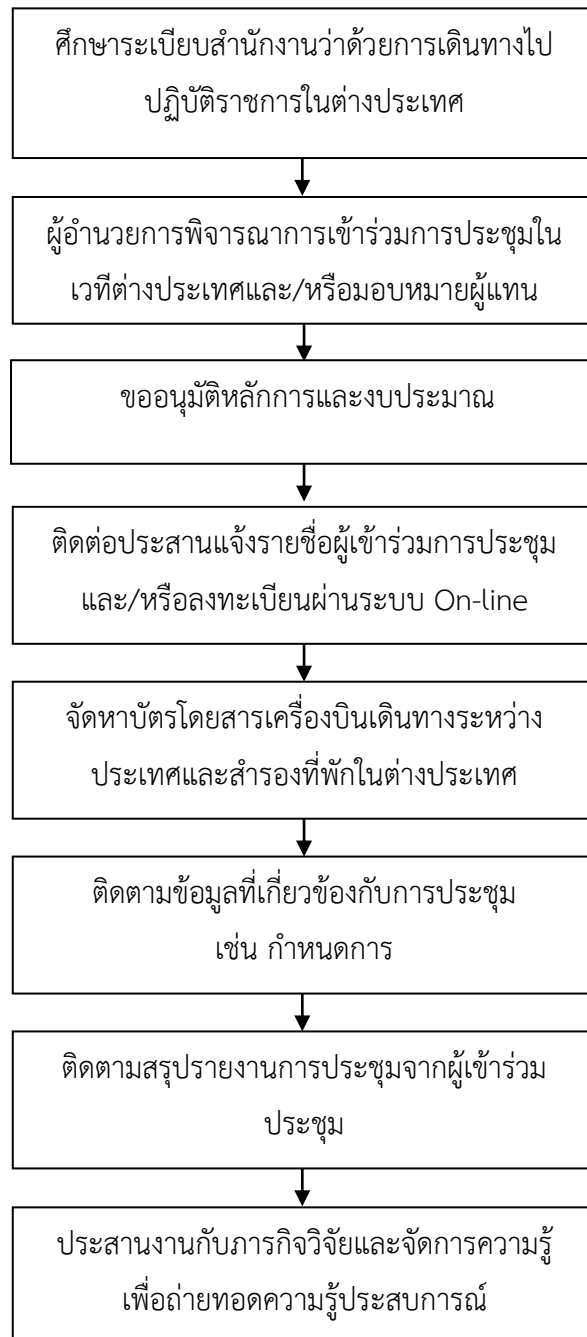 ศึกษาระเบียบสำนักงานว่าด้วยการเดินทางไป
ปฏิบัติราชการในต่างประเทศ
ผู้อำนวยการพิจารณาการเข้าร่วมการประชุมใน
เวทีต่างประเทศและ/หรือมอบหมายผู้แทน
ขออนุมัติหลักการและงบประมาณ
ติดต่อประสานแจ้งรายชื่อผู้เข้าร่วมการประชุม
และ/หรือลงทะเบียนผ่านระบบ On-line
จัดหาบัตรโดยสารเครื่องบินเดินทางระหว่าง
ประเทศและสำรองที่พักในต่างประเทศ
ติดตามข้อมูลที่เกี่ยวข้องกับการประชุม
เช่น กำหนดการ
ติดตามสรุปรายงานการประชุมจากผู้เข้าร่วม
ประชุม
ประสานงานกับภารกิจวิจัยและจัดการความรู้
เพื่อถ่ายทอดความรู้ประสบการณ์